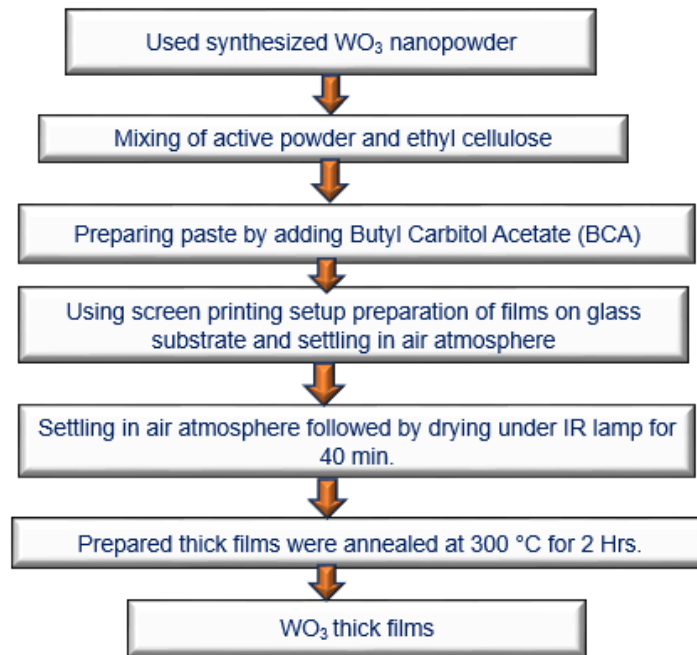 Used synthesized WO₃ nanopowder
Mixing of active powder and ethyl cellulose
Preparing paste by adding Butyl Carbitol Acetate (BCA)
Using screen printing setup preparation of films on glass
substrate and settling in air atmosphere
Settling in air atmosphere followed by drying under IR lamp for
40 min.
Prepared thick films were annealed at 300 °C for 2 Hrs.
WO₃ thick films